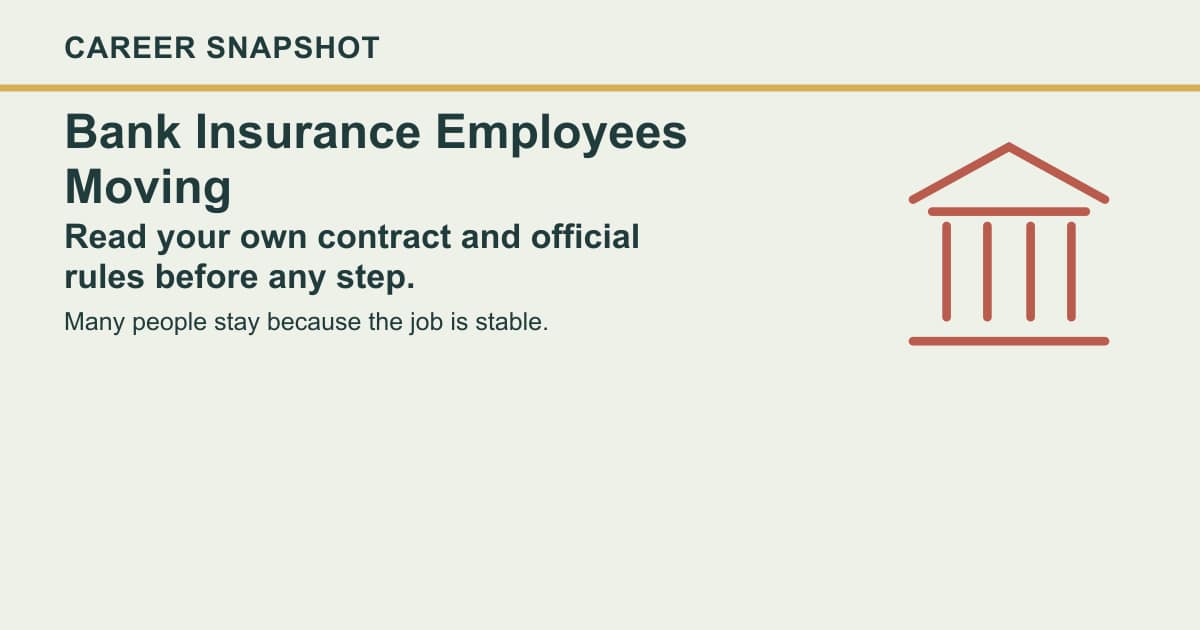 CAREER SNAPSHOT
Bank Insurance Employees
Moving
Read your own contract and official
rules before any step.
Many people stay because the job is stable.